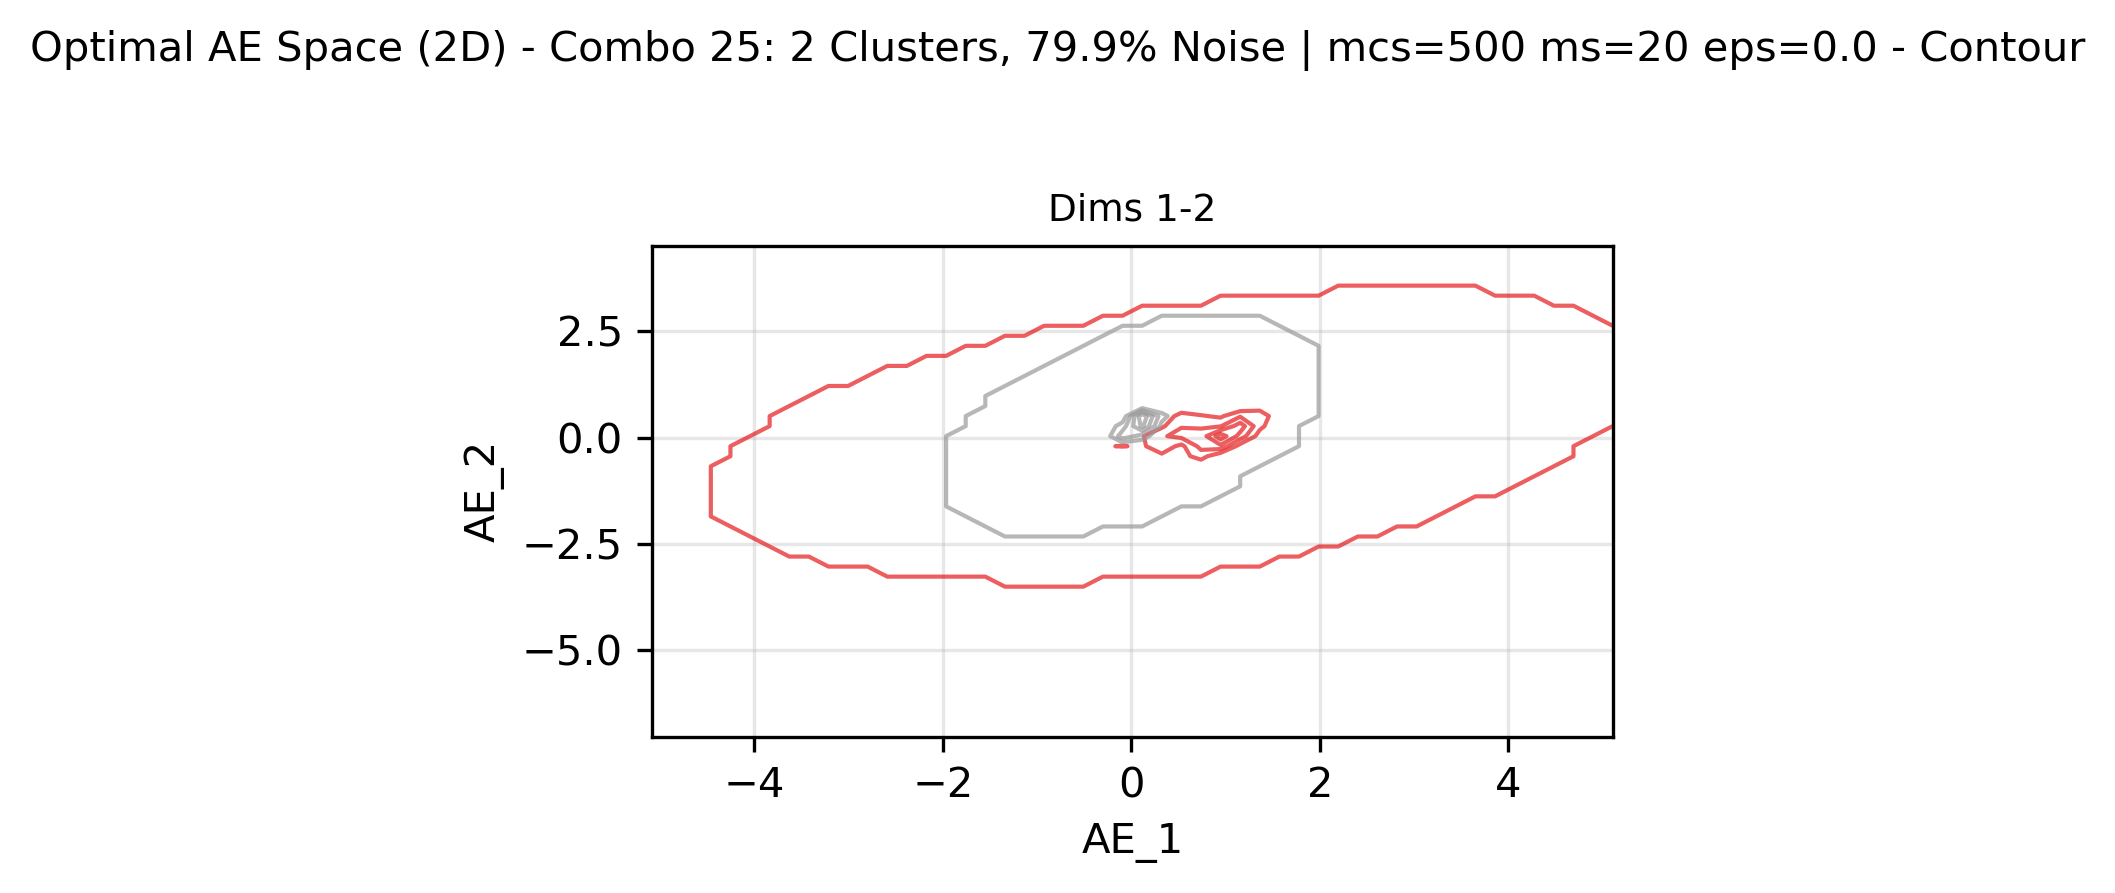 Optimal AE Space (2D) - Combo 25: 2 Clusters, 79.9% Noise | mcs=500 ms=20 eps=0.0 - Contour
Dims 1-2
2.5
0.0
−2.5
−5.0
AE_2
−4
−2
0
2
4
AE_1